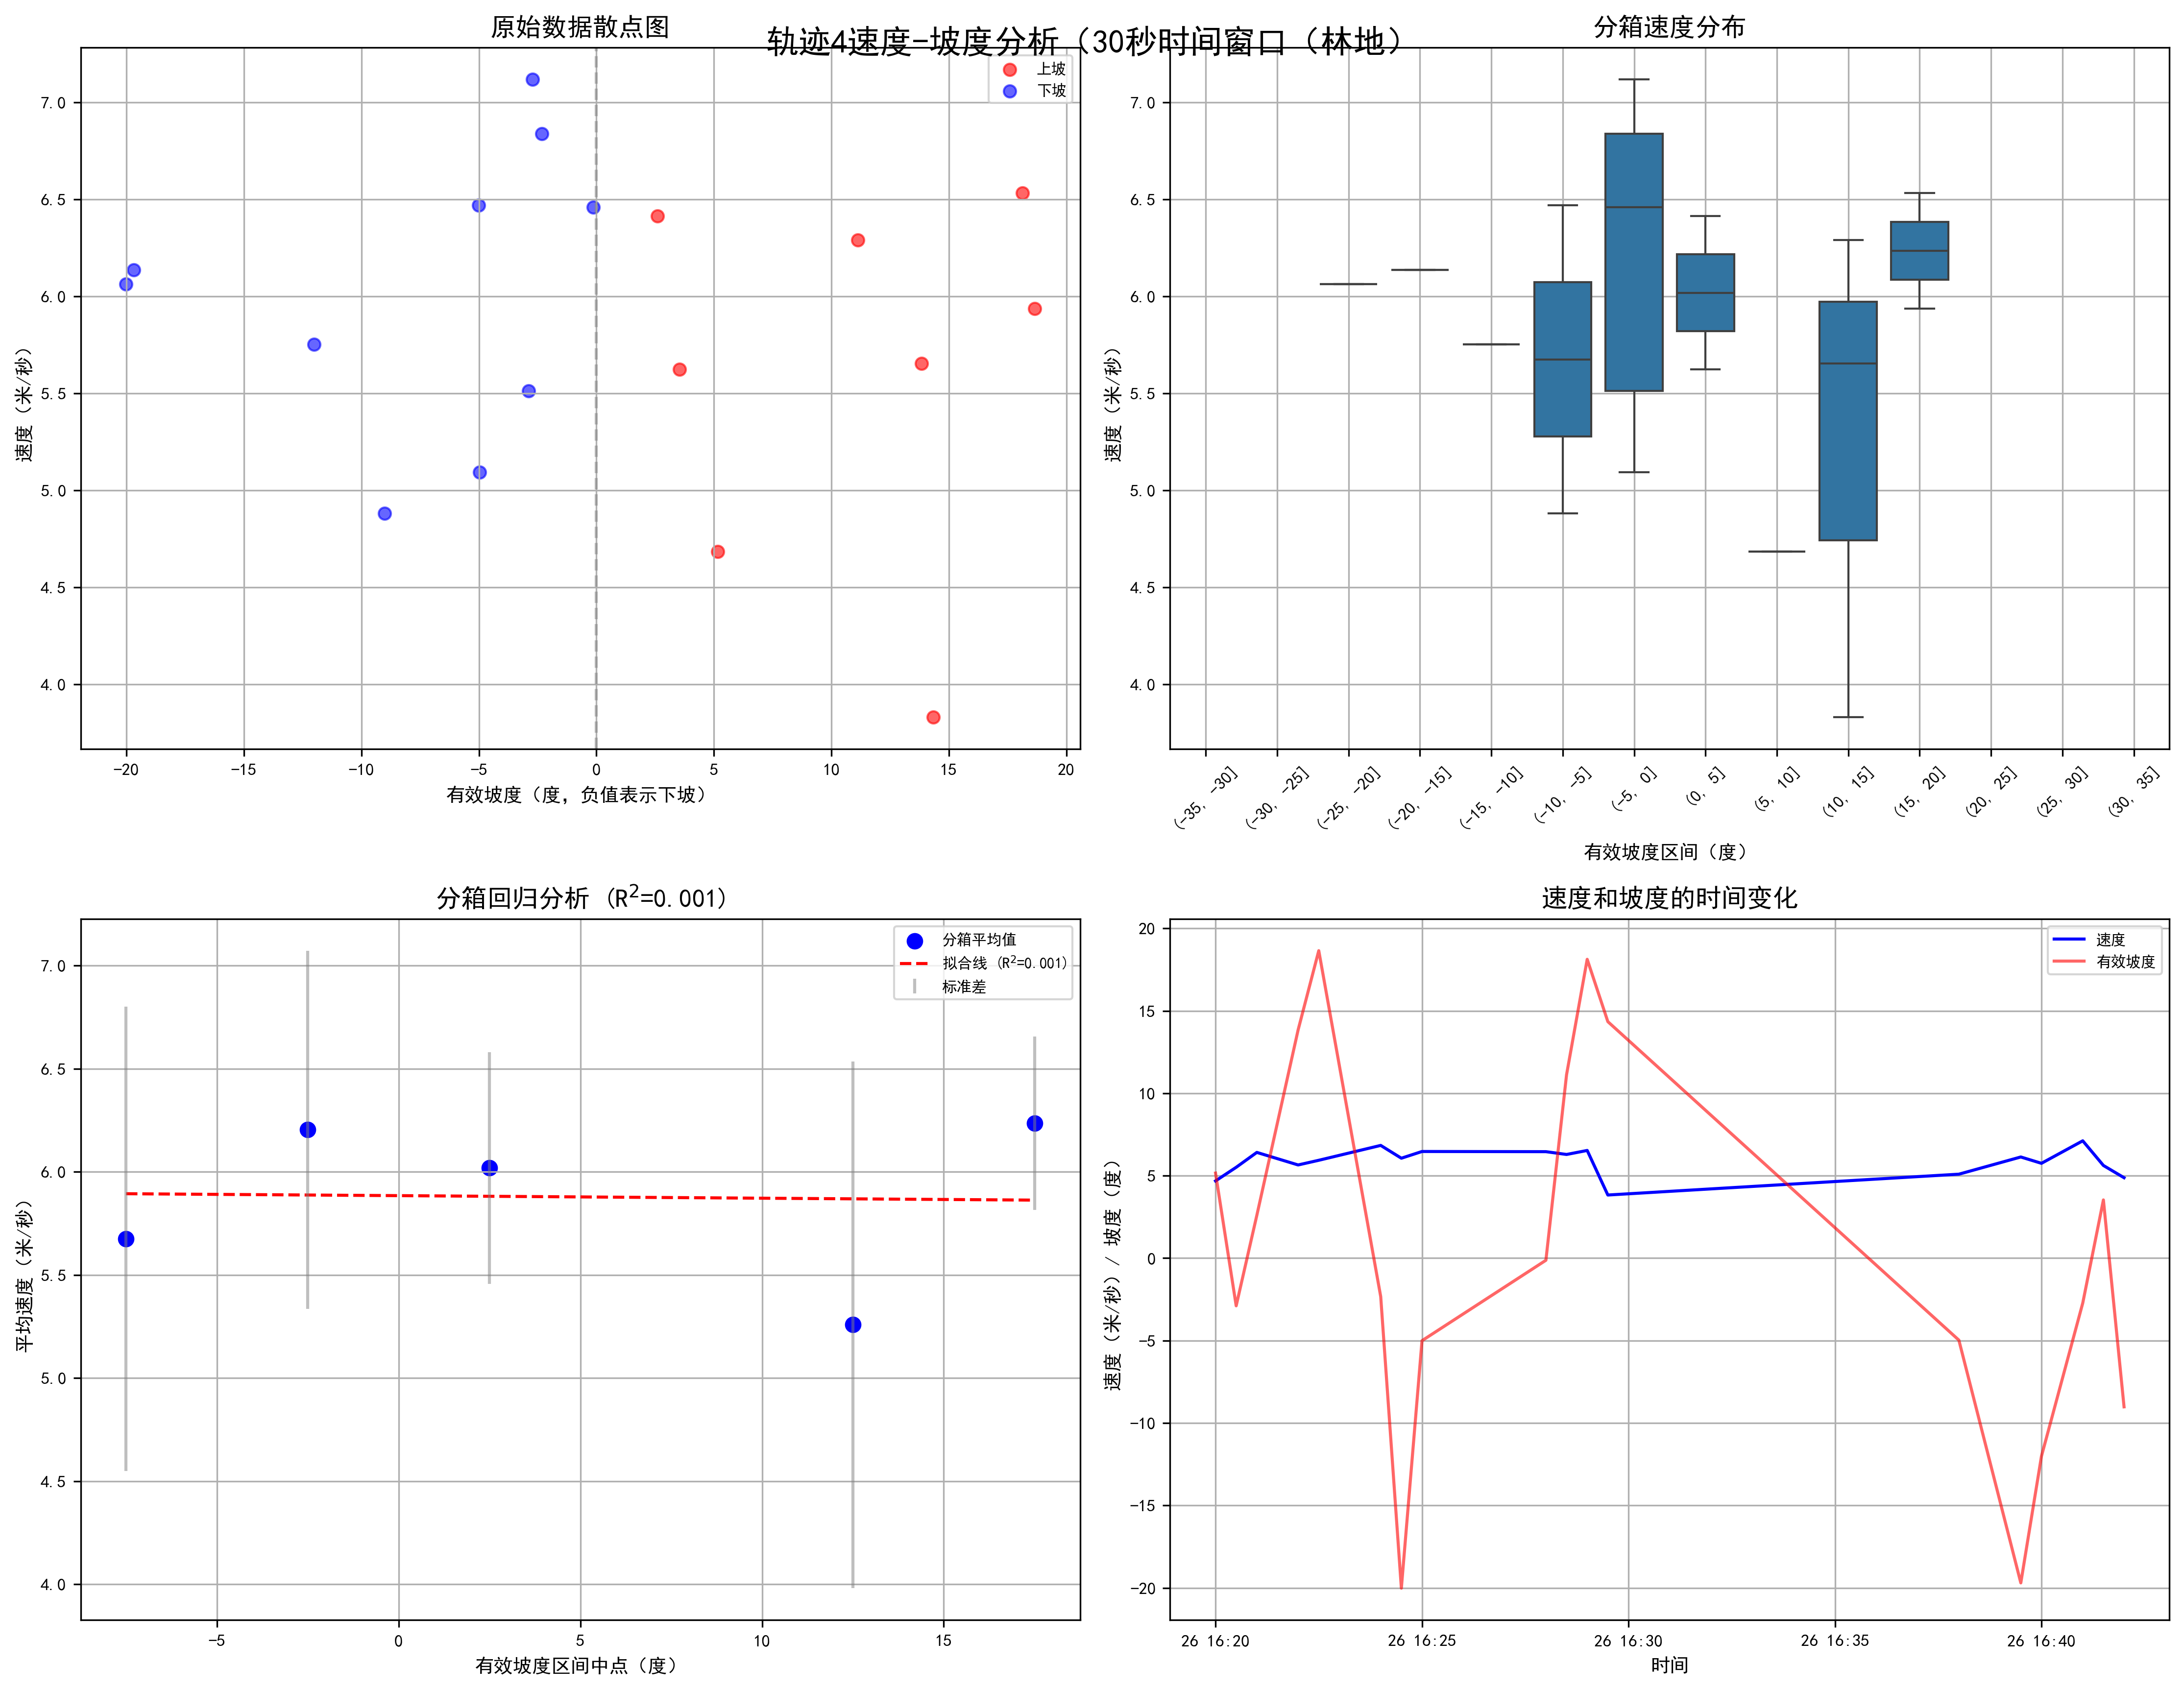 轨迹4速度-坡度分析（30秒时间窗口（林地）
原始数据散点图
上坡
下坡
7.0
6.5
6.0
5.5
5.0
4.5
4.0
速度（米/秒）
-20 -15 -10 -5 0 5 10 15 20
有效坡度（度，负值表示下坡）
分箱速度分布
7.0
6.5
6.0
5.5
5.0
4.5
4.0
速度（米/秒）
(-35, -30] (-30, -25] (-25, -20] (-20, -15] (-15, -10] (-10, -5] (-5, 0] (0, 5] (5, 10] (10, 15] (15, 20] (20, 25] (25, 30] (30, 35]
有效坡度区间（度）
分箱回归分析 (R²=0.001)
分箱平均值
拟合线 (R²=0.001)
标准差
7.0
6.5
6.0
5.5
5.0
4.5
4.0
平均速度（米/秒）
-5 0 5 10 15
有效坡度区间中点（度）
速度和坡度的时间变化
速度
有效坡度
20
15
10
5
0
-5
-10
-15
-20
速度（米/秒）/ 坡度（度）
26 16:20 26 16:25 26 16:30 26 16:35 26 16:40
时间